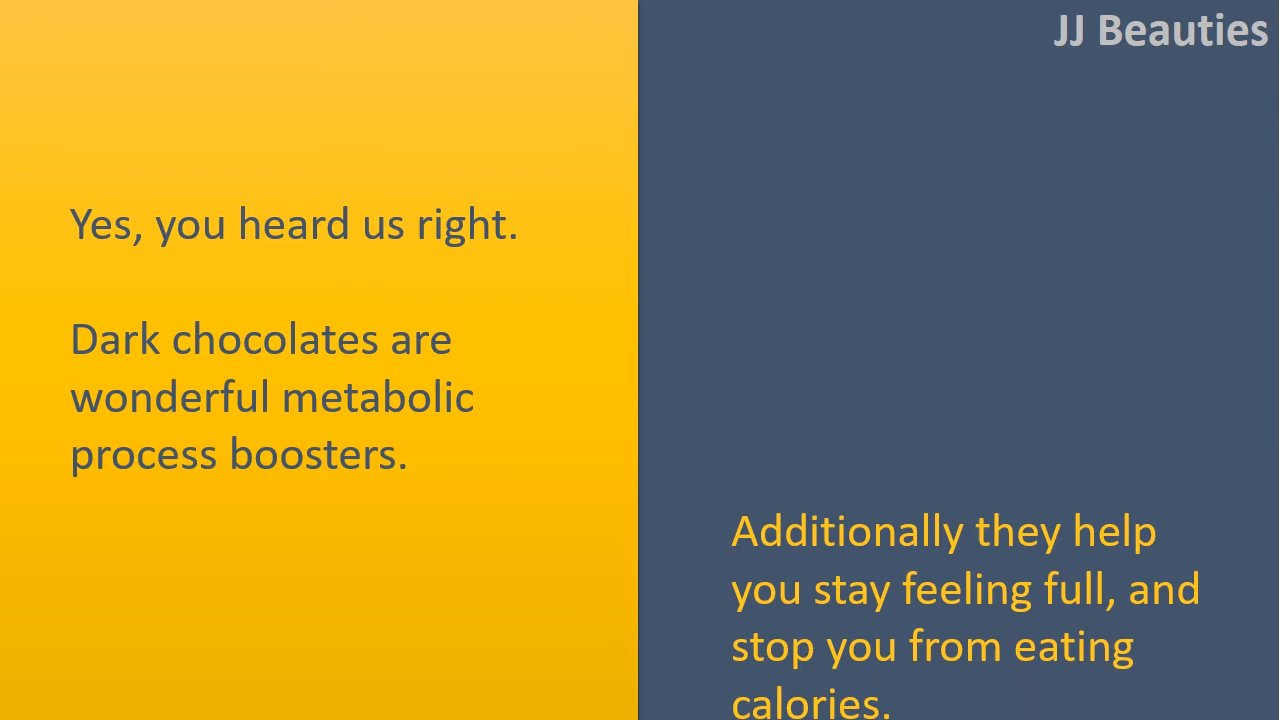 JJ Beauties
Yes, you heard us right.
Dark chocolates are
wonderful metabolic
process boosters.
Additionally they help
you stay feeling full, and
stop you from eating
calories.